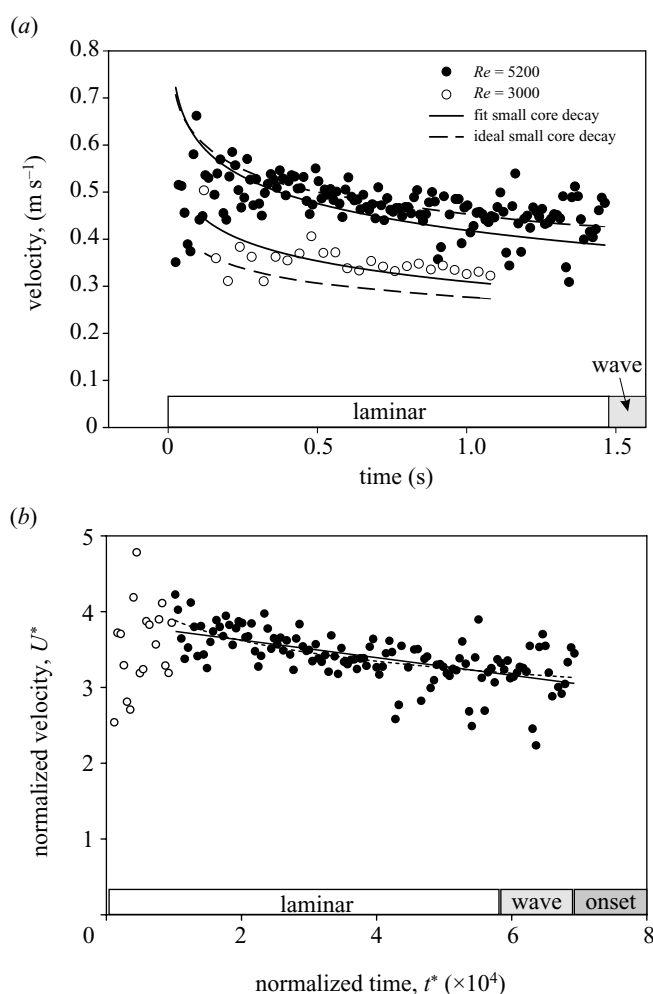 (a)
0.8
0.7
0.6
0.5
0.4
0.3
0.2
0.1
0
velocity, (m s⁻¹)
Re = 5200
Re = 3000
fit small core decay
ideal small core decay
wave
laminar
0
0.5
1.0
1.5
time (s)
(b)
5
4
3
2
1
0
normalized velocity, U*
laminar
wave
onset
2
4
6
8
normalized time, t* (×10⁴)